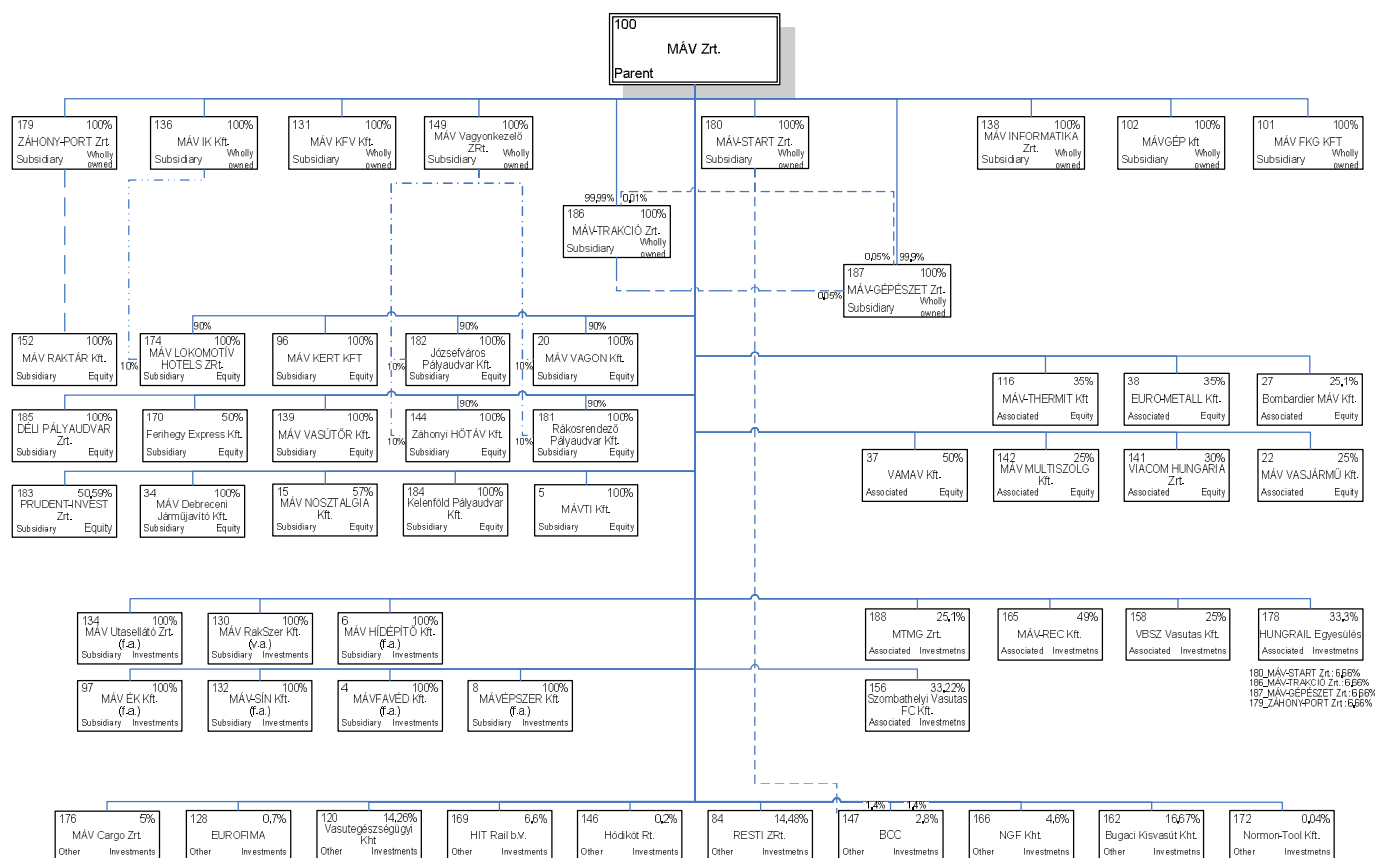 100
MÁV Zrt.
Parent
179 100%
ZÁHONY-PORT Zrt.
Subsidiary Wholly owned
136 100%
MÁV IK Kft.
Subsidiary Wholly owned
131 100%
MÁV KFV Kft.
Subsidiary Wholly owned
149 100%
MÁV Vagyonkezelő
ZRt.
Subsidiary Wholly owned
180 100%
MÁV-START Zrt.
Subsidiary Wholly owned
138 100%
MÁV INFORMATIKA
Zrt.
Subsidiary Wholly owned
102 100%
MÁVGÉP kft
Subsidiary Wholly owned
101 100%
MÁV FKG KFT
Subsidiary Wholly owned
99,99% 0,01%
186 100%
MÁV-TRAKCIÓ Zrt.
Subsidiary Wholly owned
0,05% 99,9%
187 100%
MÁV-GÉPÉSZET Zrt.
Subsidiary Wholly owned
0,05%
90% 90% 90%
152 100%
MÁV RAKTÁR Kft.
Subsidiary Equity
10%
174 100%
MÁV LOKOMOTÍV
HOTELS ZRt.
Subsidiary Equity
96 100%
MÁV KERT KFT
Subsidiary Equity
10%
182 100%
Józsefváros
Pályaudvar Kft.
Subsidiary Equity
10%
20 100%
MÁV VAGON Kft.
Subsidiary Equity
116 35%
MÁV-THERMIT Kft
Associated Equity
38 35%
EURO-METALL Kft.
Associated Equity
27 25,1%
Bombardier MÁV Kft.
Associated Equity
90% 90%
185 100%
DÉLI PÁLYAUDVAR
Zrt.
Subsidiary Equity
170 50%
Ferihegy Express Kft.
Subsidiary Equity
139 100%
MÁV VASÚTŐR Kft.
Subsidiary Equity
10%
144 100%
Záhonyi HŐTÁV Kft.
Subsidiary Equity
10%
181 100%
Rákosrendező
Pályaudvar Kft.
Subsidiary Equity
37 50%
VAMAV Kft.
Associated Equity
142 25%
MÁV MULTISZOLG
Kft.
Associated Equity
141 30%
VIACOM HUNGARIA
Zrt.
Associated Equity
22 25%
MÁV VASJÁRMŰ Kft.
Associated Equity
183 50,59%
PRUDENT-INVEST
Zrt.
Subsidiary Equity
34 100%
MÁV Debreceni
Járműjavító Kft.
Subsidiary Equity
15 57%
MÁV NOSZTALGIA
Kft.
Subsidiary Equity
184 100%
Kelenföld Pályaudvar
Kft.
Subsidiary Equity
5 100%
MÁVTI Kft.
Subsidiary Equity
134 100%
MÁV Utasellátó Zrt.
(f.a.)
Subsidiary Investments
130 100%
MÁV RakSzer Kft.
(v.a.)
Subsidiary Investments
6 100%
MÁV HÍDÉPÍTŐ Kft.
(f.a.)
Subsidiary Investments
188 25,1%
MTMG Zrt.
Associated Investmetns
165 49%
MÁV-REC Kft.
Associated Investmetns
158 25%
VBSZ Vasutas Kft.
Associated Investmetns
178 33,3%
HUNGRAIL Egyesülés
Associated Investmetns
180_MÁV-START Zrt.: 6,66%
186_MÁV-TRAKCIÓ Zrt.: 6,66%
187_MÁV-GÉPÉSZET Zrt.: 6,66%
179_ZÁHONY-PORT Zrt.: 6,66%
97 100%
MÁV ÉK Kft.
(f.a.)
Subsidiary Investments
132 100%
MÁV-SÍN Kft.
(f.a.)
Subsidiary Investments
4 100%
MÁVFAVÉD Kft.
(f.a.)
Subsidiary Investments
8 100%
MÁVÉPSZER Kft.
(f.a.)
Subsidiary Investments
156 33,22%
Szombathelyi Vasutas
FC Kft.
Associated Investmetns
1,4% 1,4%
176 5%
MÁV Cargo Zrt.
Other Investments
128 0,7%
EUROFIMA
Other Investments
120 14,26%
Vasutegészségügyi
Kht
Other Investments
169 6,6%
HIT Rail b.v.
Other Investments
146 0,2%
Hódiköt Rt.
Other Investments
84 14,48%
RESTI ZRt.
Other Investments
147 2,8%
BCC
Other Investmetns
166 4,6%
NGF Kht.
Other Investmetns
162 16,67%
Bugaci Kisvasút Kht.
Other Investmetns
172 0,04%
Normon-Tool Kft.
Other Investmetns